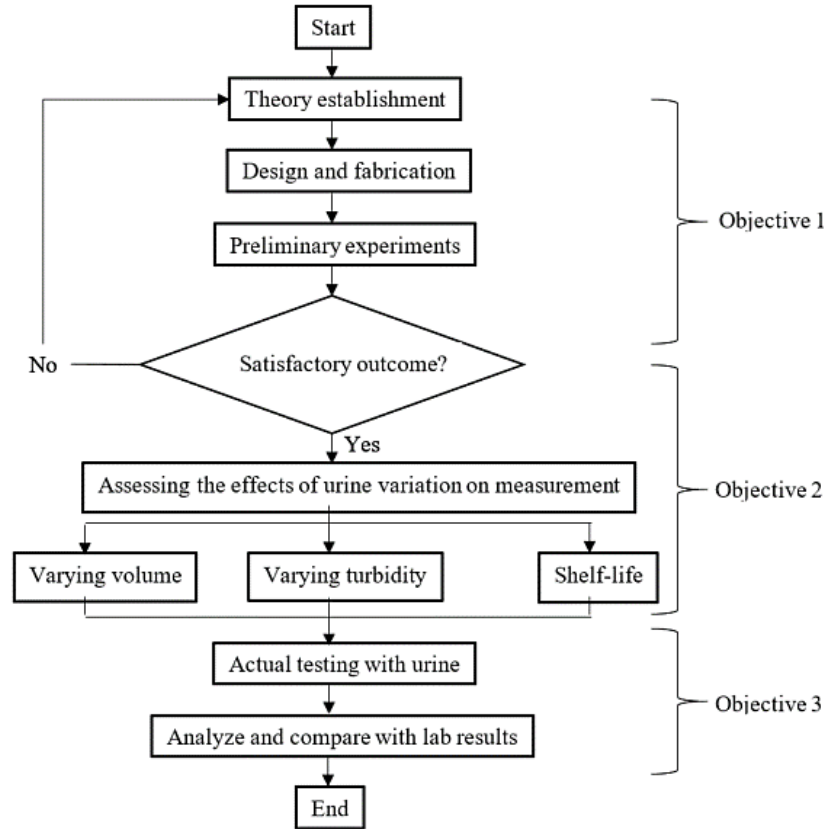 Start
Theory establishment
Design and fabrication
Objective 1
Preliminary experiments
No
Satisfactory outcome?
Yes
Assessing the effects of urine variation on measurement
Objective 2
Varying volume
Varying turbidity
Shelf-life
Actual testing with urine
Objective 3
Analyze and compare with lab results
End